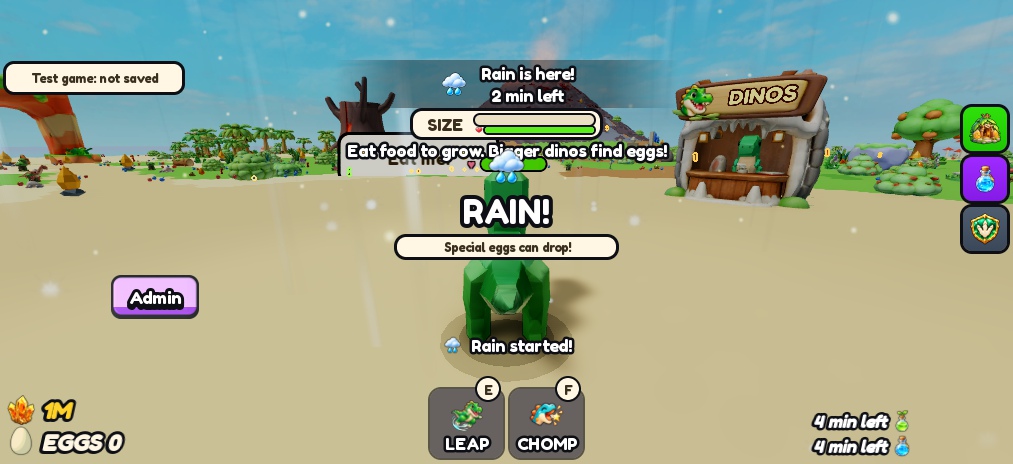 Test game: not saved
Rain is here!
2 min left
DINOS
SIZE
Eat food to grow. Bigger dinos find eggs!
RAIN!
Special eggs can drop!
Admin
Rain started!
E
F
LEAP
CHOMP
1M
EGGS 0
4 min left
4 min left